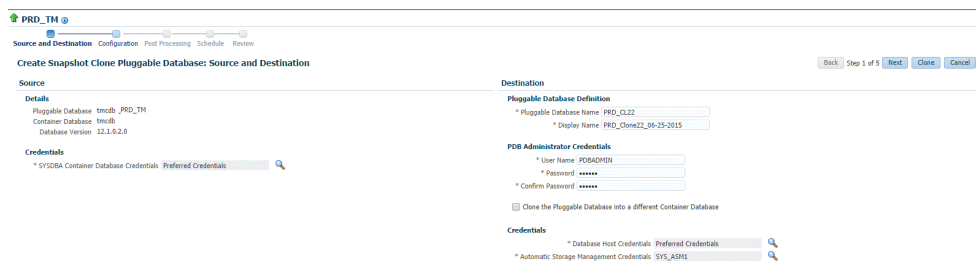 PRD_TM
Source and Destination Configuration Post Processing Schedule Review
Create Snapshot Clone Pluggable Database: Source and Destination
Back Step 1 of 5 Next Clone Cancel
Source
Details
Pluggable Database tmcdb _PRD_TM
Container Database tmcdb
Database Version 12.1.0.2.0
Credentials
* SYSDBA Container Database Credentials Preferred Credentials
Destination
Pluggable Database Definition
* Pluggable Database Name PRD_CL22
* Display Name PRD_Clone22_06-25-2015
PDB Administrator Credentials
* User Name PDBADMIN
* Password ••••••
* Confirm Password ••••••
Clone the Pluggable Database into a different Container Database
Credentials
* Database Host Credentials Preferred Credentials
* Automatic Storage Management Credentials SYS_ASM1